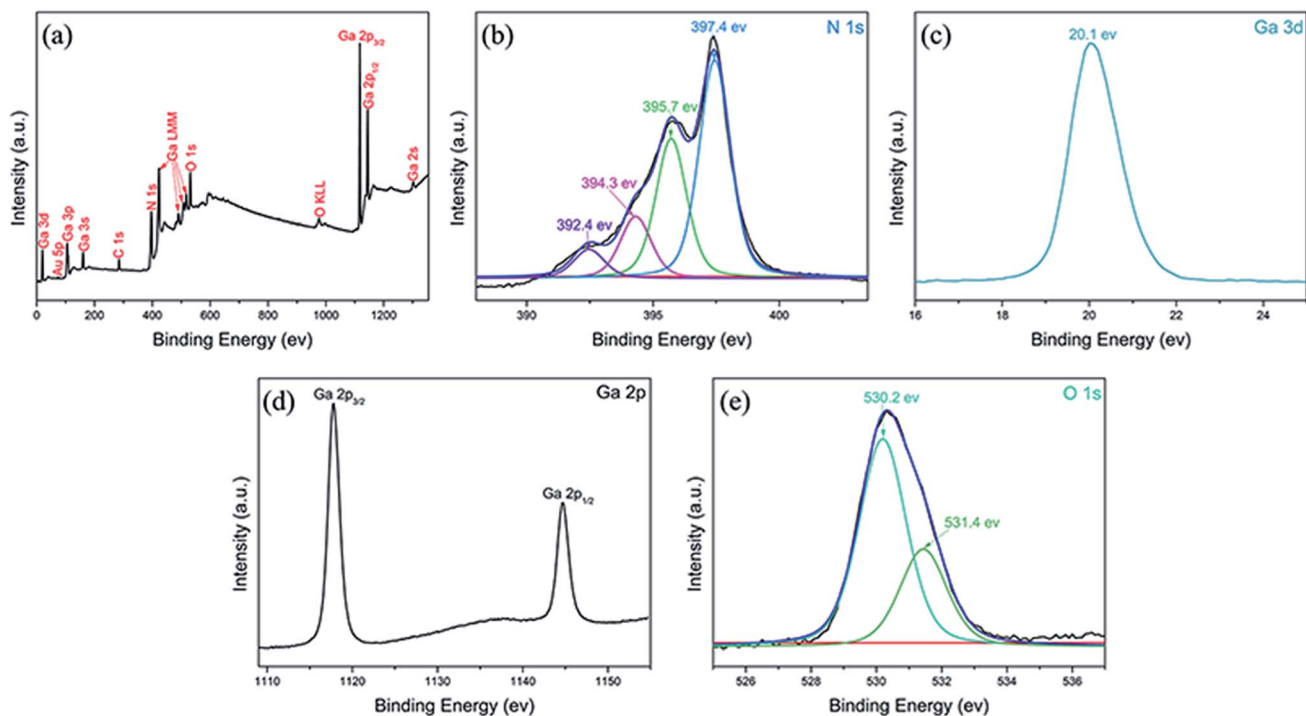 (a)
Ga 3d
Au 5p
Ga 3p
Ga 3s
C 1s
N 1s
Ga LMM
O 1s
O KLL
Ga 2p3/2
Ga 2p1/2
Ga 2s
Intensity (a.u.)
0 200 400 600 800 1000 1200
Binding Energy (ev)
(b)
N 1s
397.4 ev
395.7 ev
394.3 ev
392.4 ev
Intensity (a.u.)
390 395 400
Binding Energy (ev)
(c)
Ga 3d
20.1 ev
Intensity (a.u.)
16 18 20 22 24
Binding Energy (ev)
(d)
Ga 2p
Ga 2p3/2
Ga 2p1/2
Intensity (a.u.)
1110 1120 1130 1140 1150
Binding Energy (ev)
(e)
O 1s
530.2 ev
531.4 ev
Intensity (a.u.)
526 528 530 532 534 536
Binding Energy (ev)